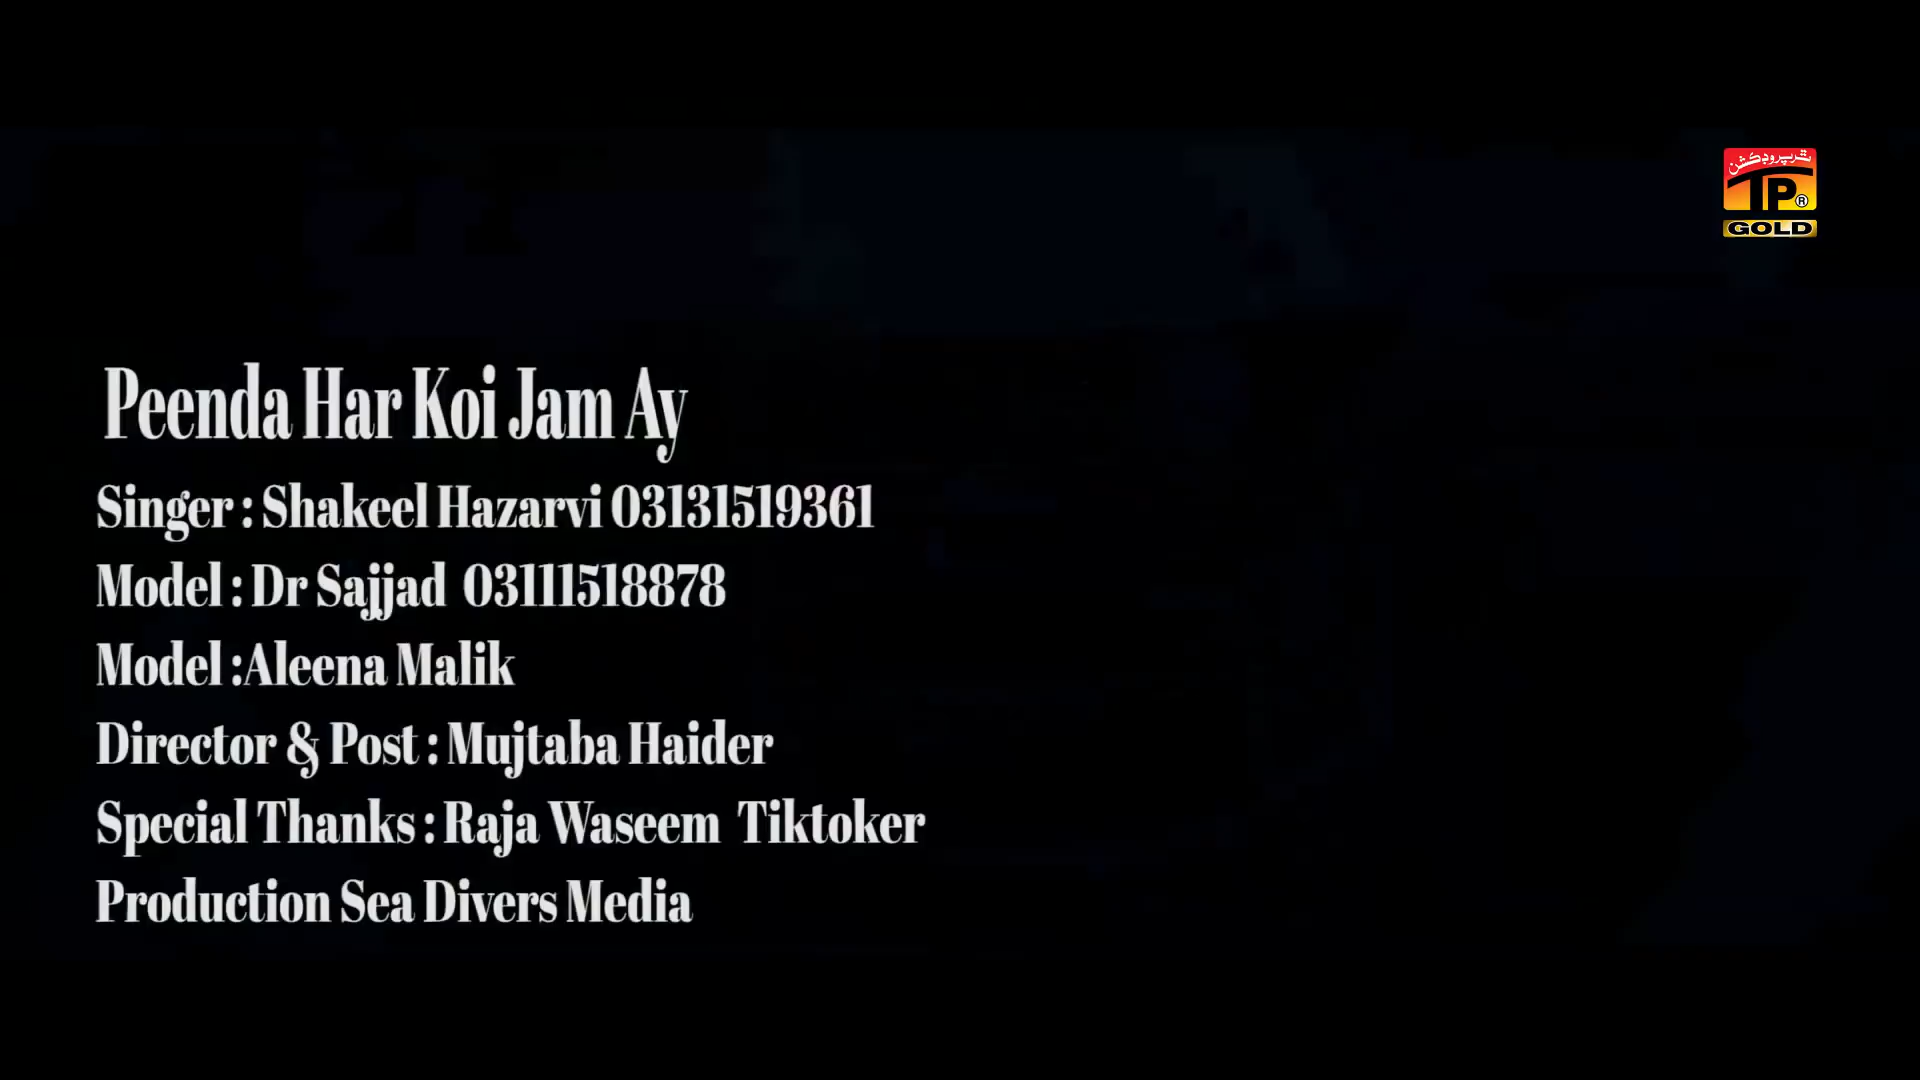 تھرپروڊڪشن
TP®
GOLD
Peenda Har Koi Jam Ay
Singer : Shakeel Hazarvi 03131519361
Model : Dr Sajjad 03111518878
Model :Aleena Malik
Director & Post : Mujtaba Haider
Special Thanks : Raja Waseem Tiktoker
Production Sea Divers Media